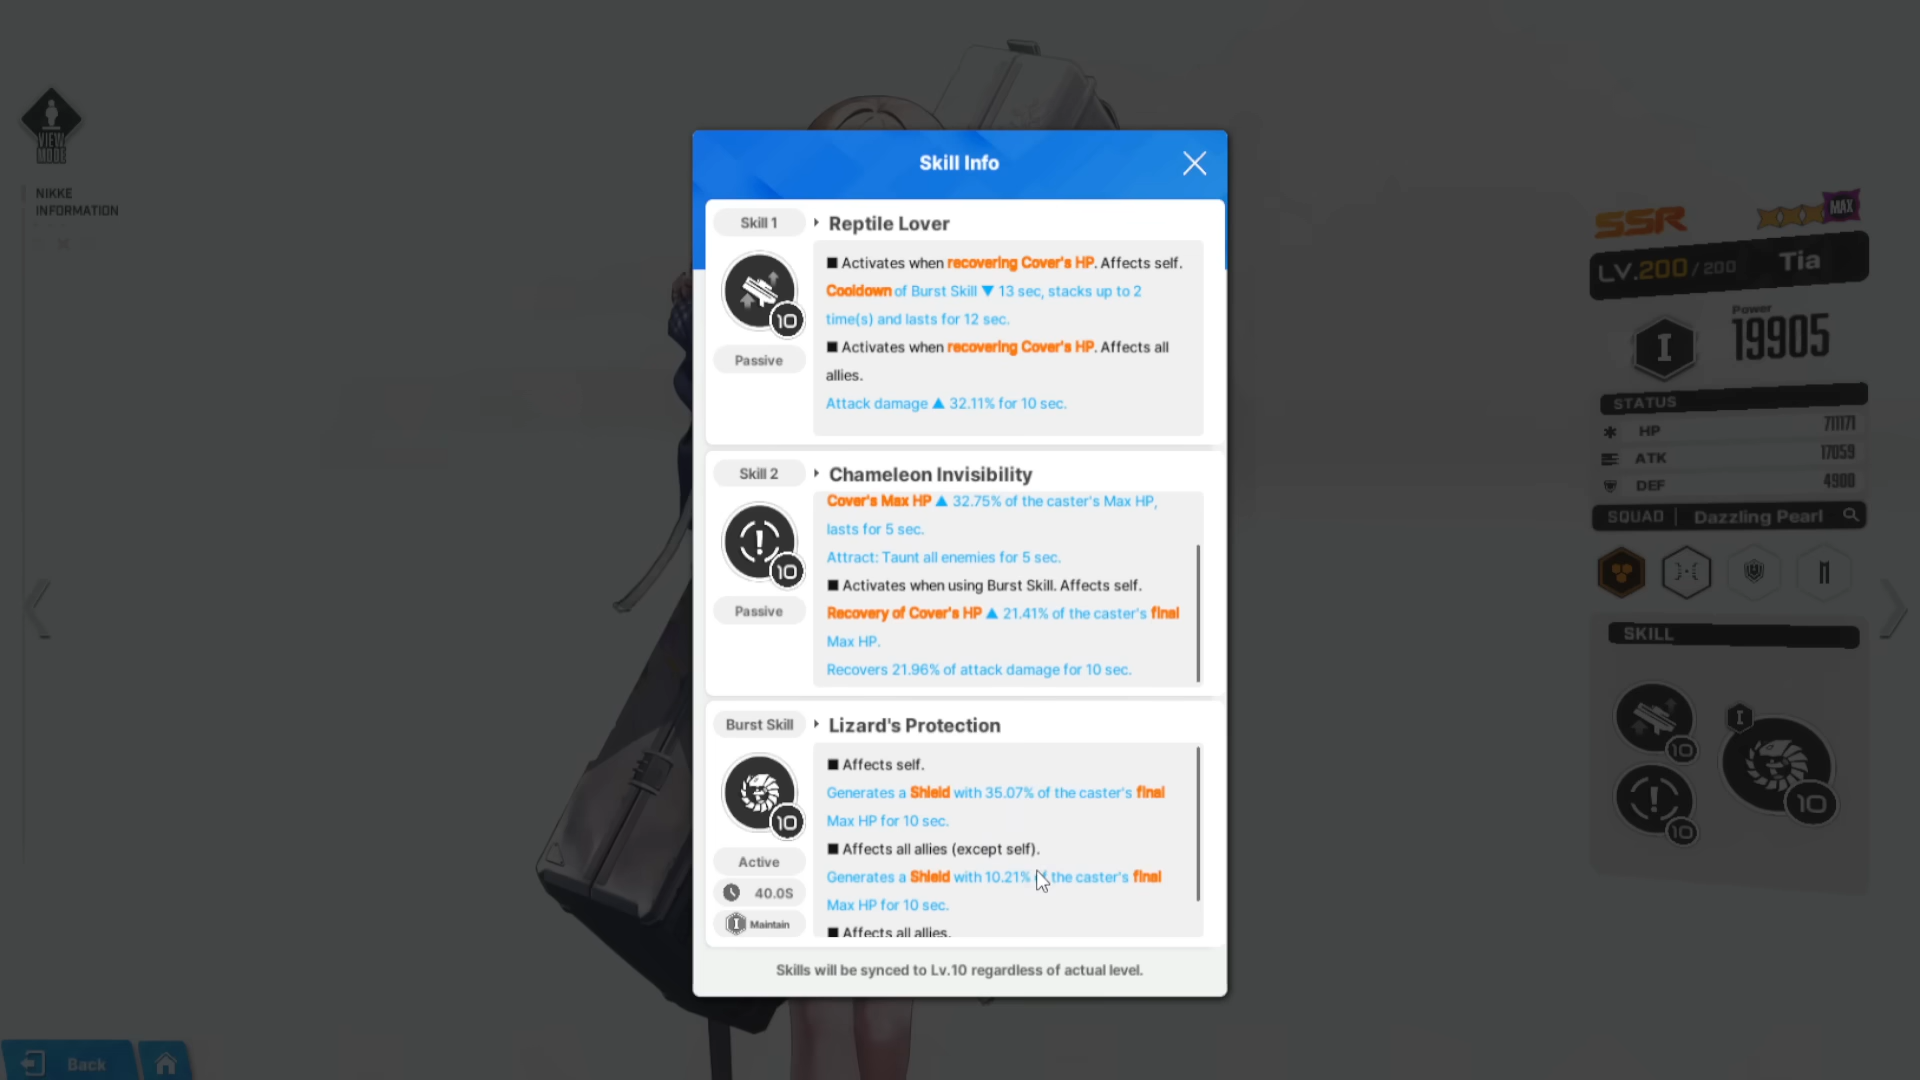 VIEW
MODE
NIKKE
INFORMATION
Skill Info
Skill 1
Reptile Lover
■ Activates when recovering Cover's HP. Affects self.
Cooldown of Burst Skill ▼ 13 sec, stacks up to 2
time(s) and lasts for 12 sec.
■ Activates when recovering Cover's HP. Affects all
allies.
Attack damage ▲ 32.11% for 10 sec.
10
Passive
Skill 2
Chameleon Invisibility
Cover's Max HP ▲ 32.75% of the caster's Max HP,
lasts for 5 sec.
Attract: Taunt all enemies for 5 sec.
■ Activates when using Burst Skill. Affects self.
Recovery of Cover's HP ▲ 21.41% of the caster's final
Max HP.
Recovers 21.96% of attack damage for 10 sec.
10
Passive
Burst Skill
Lizard's Protection
■ Affects self.
Generates a Shield with 35.07% of the caster's final
Max HP for 10 sec.
■ Affects all allies (except self).
Generates a Shield with 10.21% of the caster's final
Max HP for 10 sec.
■ Affects all allies.
10
Active
40.0S
I Maintain
Skills will be synced to Lv.10 regardless of actual level.
SSR
MAX
LV.200/200 Tia
I
Power
19905
STATUS
HP 711171
ATK 17059
DEF 4908
SQUAD | Dazzling Pearl
SKILL
10
I
10
10
Back